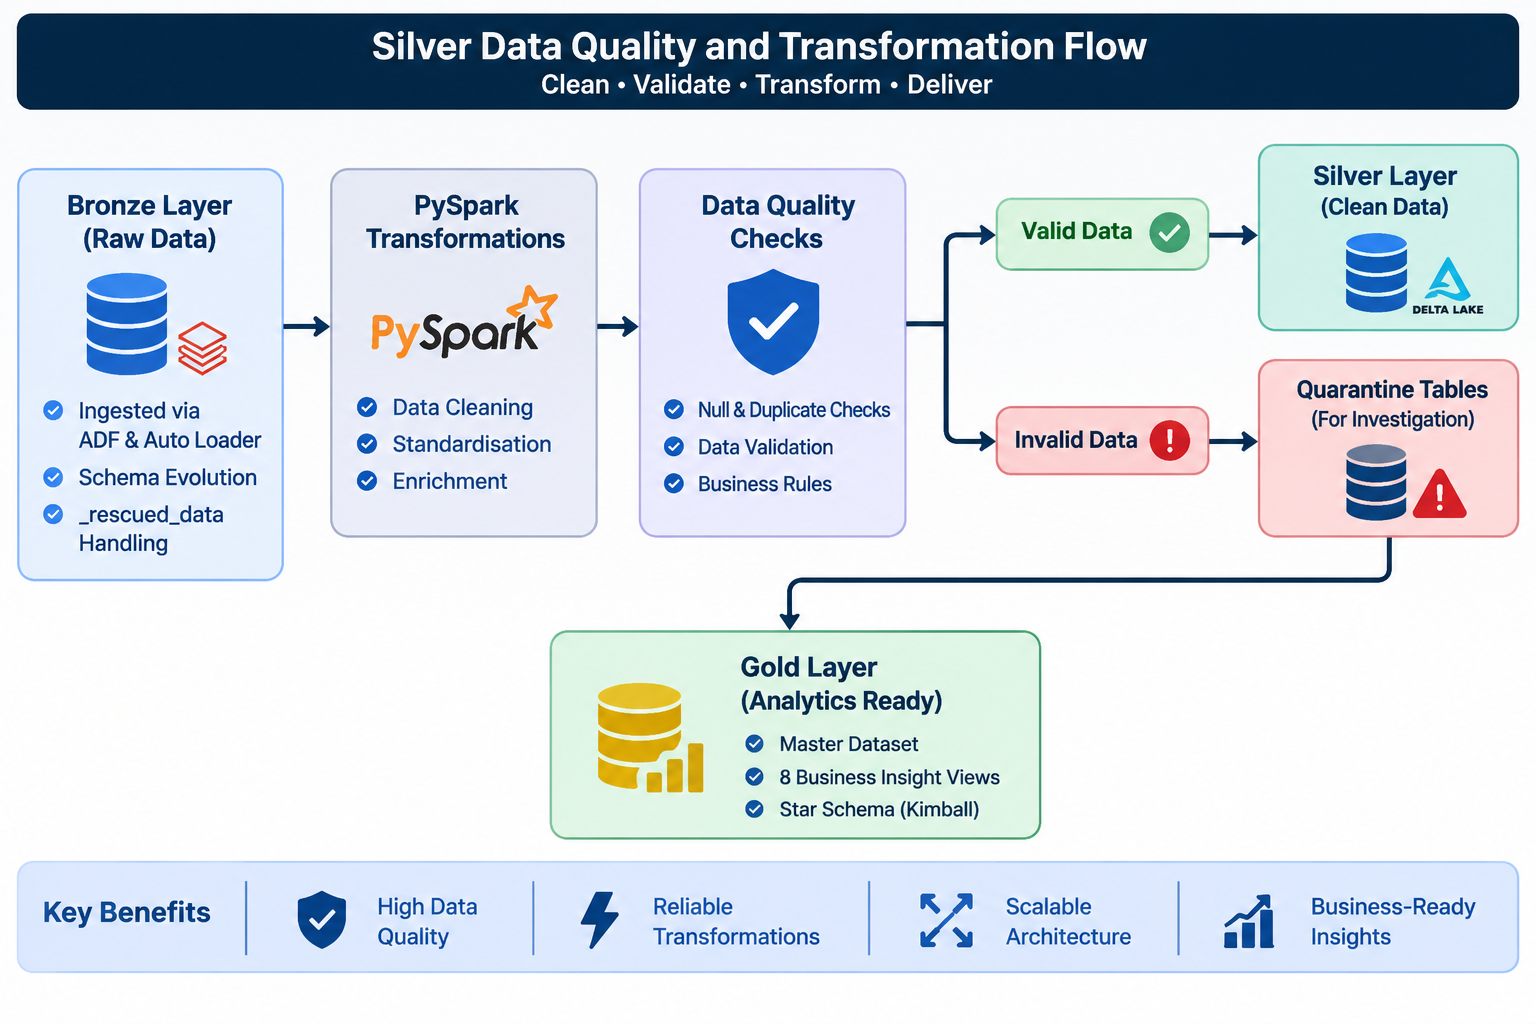 Silver Data Quality and Transformation Flow
Clean • Validate • Transform • Deliver
Bronze Layer
(Raw Data)
Ingested via
ADF & Auto Loader
Schema Evolution
_rescued_data
Handling
PySpark
Transformations
PySpark
Data Cleaning
Standardisation
Enrichment
Data Quality
Checks
Null & Duplicate Checks
Data Validation
Business Rules
Valid Data
Invalid Data
Silver Layer
(Clean Data)
DELTA LAKE
Quarantine Tables
(For Investigation)
Gold Layer
(Analytics Ready)
Master Dataset
8 Business Insight Views
Star Schema (Kimball)
Key Benefits
High Data
Quality
Reliable
Transformations
Scalable
Architecture
Business-Ready
Insights